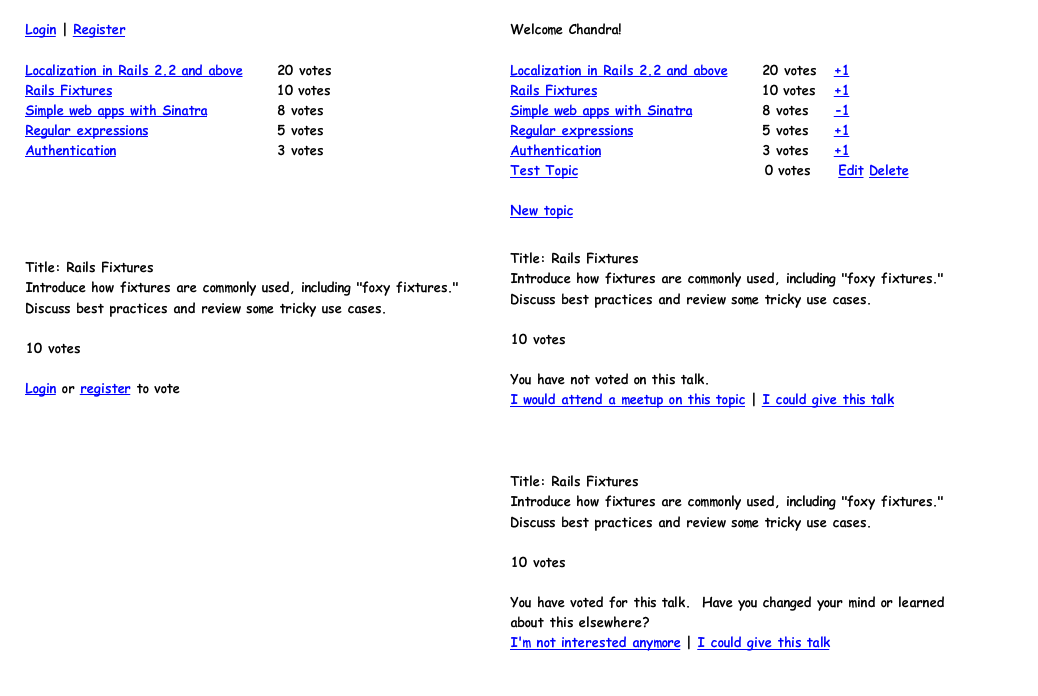 Login | Register
Localization in Rails 2.2 and above 20 votes
Rails Fixtures 10 votes
Simple web apps with Sinatra 8 votes
Regular expressions 5 votes
Authentication 3 votes
Title: Rails Fixtures
Introduce how fixtures are commonly used, including "foxy fixtures."
Discuss best practices and review some tricky use cases.
10 votes
Login or register to vote
Welcome Chandra!
Localization in Rails 2.2 and above 20 votes +1
Rails Fixtures 10 votes +1
Simple web apps with Sinatra 8 votes -1
Regular expressions 5 votes +1
Authentication 3 votes +1
Test Topic 0 votes Edit Delete
New topic
Title: Rails Fixtures
Introduce how fixtures are commonly used, including "foxy fixtures."
Discuss best practices and review some tricky use cases.
10 votes
You have not voted on this talk.
I would attend a meetup on this topic | I could give this talk
Title: Rails Fixtures
Introduce how fixtures are commonly used, including "foxy fixtures."
Discuss best practices and review some tricky use cases.
10 votes
You have voted for this talk.  Have you changed your mind or learned
about this elsewhere?
I'm not interested anymore | I could give this talk